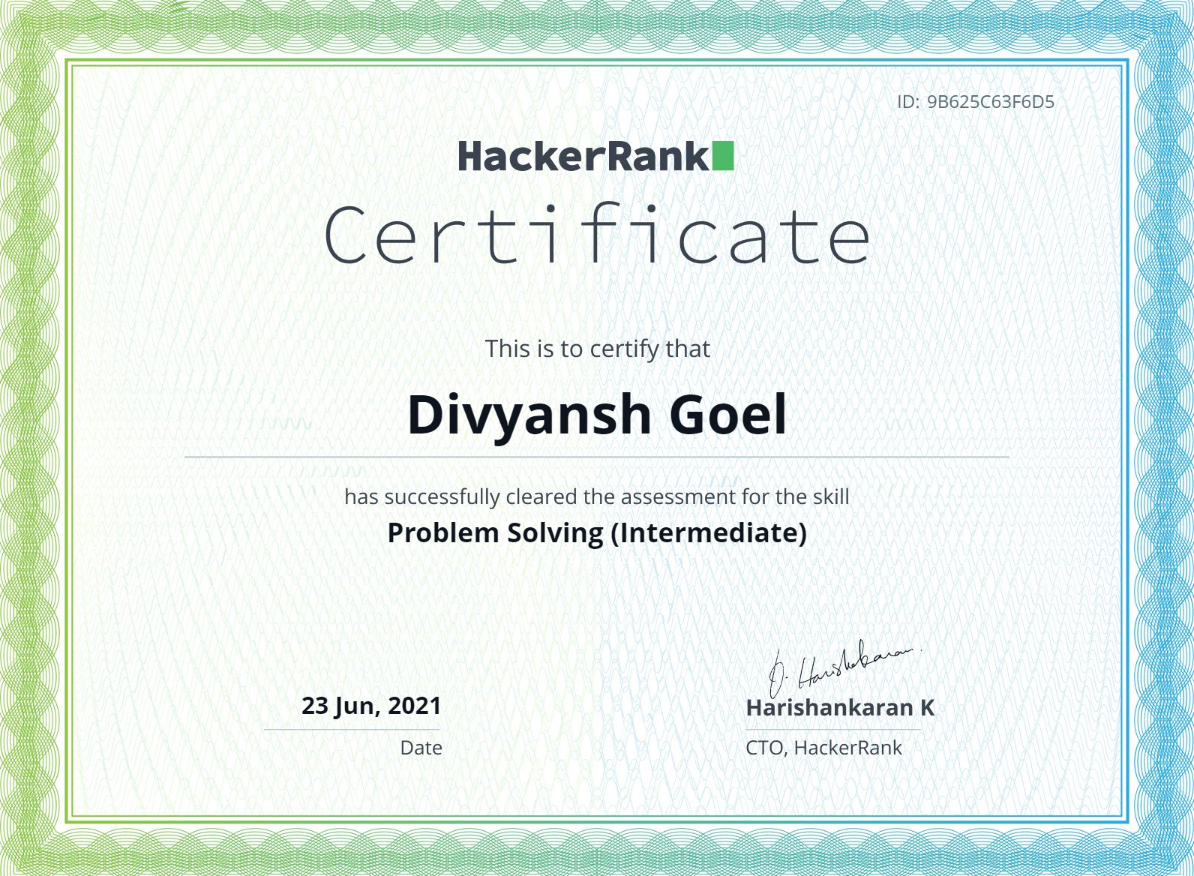 ID: 9B625C63F6D5
HackerRank
Certificate
This is to certify that
Divyansh Goel
has successfully cleared the assessment for the skill
Problem Solving (Intermediate)
23 Jun, 2021
Date
Harishankaran K
CTO, HackerRank